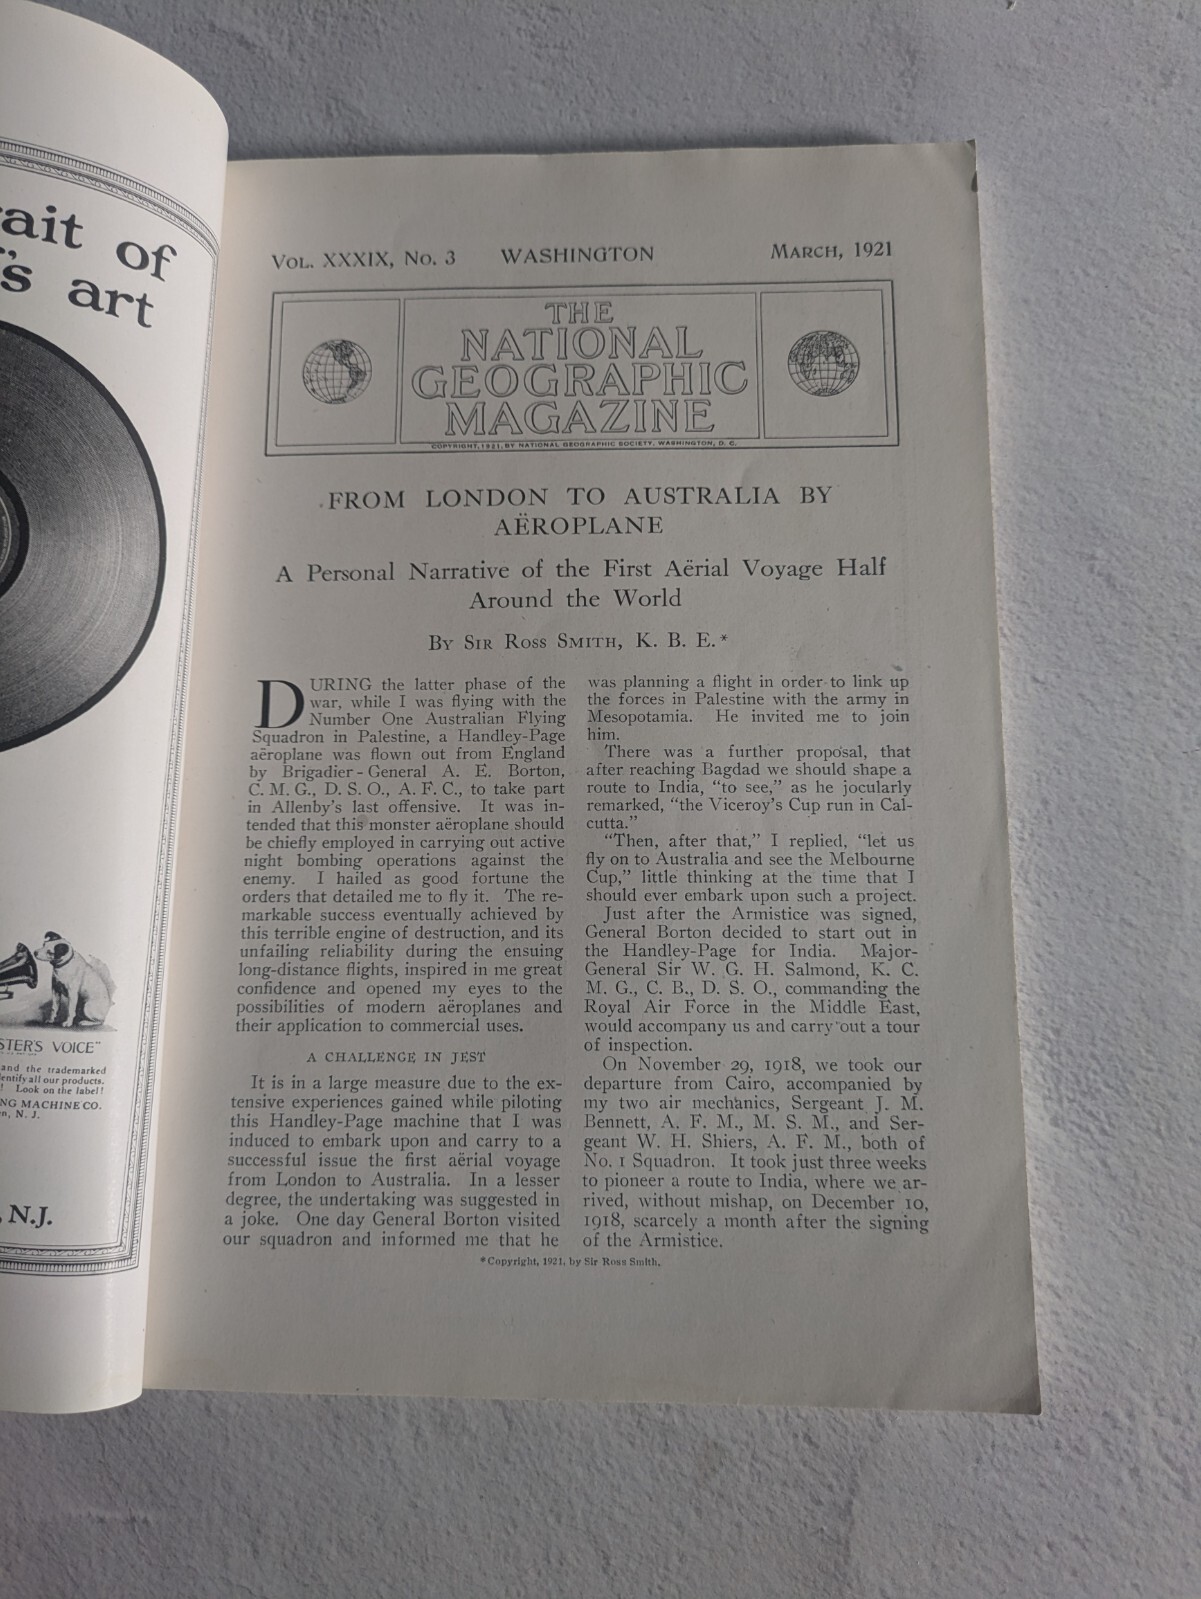 ait of
's art
STER'S VOICE"
and the trademarked
entify all our products.
! Look on the label!
NG MACHINE CO.
n, N. J.
, N.J.
VOL. XXXIX, No. 3 WASHINGTON MARCH, 1921
THE
NATIONAL
GEOGRAPHIC
MAGAZINE
COPYRIGHT, 1921, BY NATIONAL GEOGRAPHIC SOCIETY, WASHINGTON, D. C.
FROM LONDON TO AUSTRALIA BY
AËROPLANE
A Personal Narrative of the First Aërial Voyage Half
Around the World
BY SIR ROSS SMITH, K. B. E.*
DURING the latter phase of the
war, while I was flying with the
Number One Australian Flying
Squadron in Palestine, a Handley-Page
aëroplane was flown out from England
by Brigadier-General A. E. Borton,
C. M. G., D. S. O., A. F. C., to take part
in Allenby's last offensive. It was in-
tended that this monster aëroplane should
be chiefly employed in carrying out active
night bombing operations against the
enemy. I hailed as good fortune the
orders that detailed me to fly it. The re-
markable success eventually achieved by
this terrible engine of destruction, and its
unfailing reliability during the ensuing
long-distance flights, inspired in me great
confidence and opened my eyes to the
possibilities of modern aëroplanes and
their application to commercial uses.
A CHALLENGE IN JEST
It is in a large measure due to the ex-
tensive experiences gained while piloting
this Handley-Page machine that I was
induced to embark upon and carry to a
successful issue the first aërial voyage
from London to Australia. In a lesser
degree, the undertaking was suggested in
a joke. One day General Borton visited
our squadron and informed me that he
was planning a flight in order to link up
the forces in Palestine with the army in
Mesopotamia. He invited me to join
him.
There was a further proposal, that
after reaching Bagdad we should shape a
route to India, "to see," as he jocularly
remarked, "the Viceroy's Cup run in Cal-
cutta."
"Then, after that," I replied, "let us
fly on to Australia and see the Melbourne
Cup," little thinking at the time that I
should ever embark upon such a project.
Just after the Armistice was signed,
General Borton decided to start out in
the Handley-Page for India. Major-
General Sir W. G. H. Salmond, K. C.
M. G., C. B., D. S. O., commanding the
Royal Air Force in the Middle East,
would accompany us and carry out a tour
of inspection.
On November 29, 1918, we took our
departure from Cairo, accompanied by
my two air mechanics, Sergeant J. M.
Bennett, A. F. M., M. S. M., and Ser-
geant W. H. Shiers, A. F. M., both of
No. 1 Squadron. It took just three weeks
to pioneer a route to India, where we ar-
rived, without mishap, on December 10,
1918, scarcely a month after the signing
of the Armistice.
*Copyright, 1921, by Sir Ross Smith.